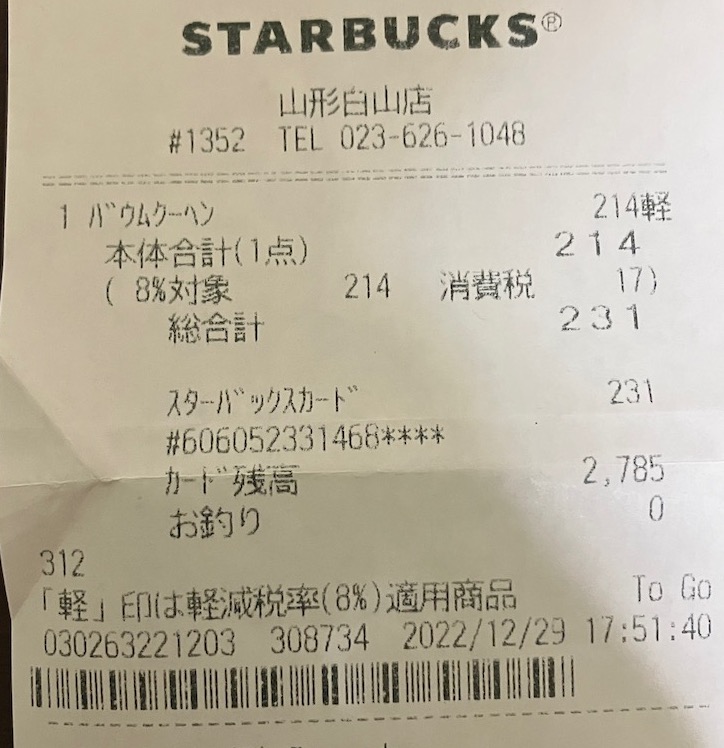 STARBUCKS®
山形白山店
#1352 TEL 023-626-1048
1 バウムクーヘン 214軽
本体合計(1点) 214
( 8%対象 214 消費税 17)
総合計 231
スターバックスカード 231
#606052331468****
カード残高 2,785
お釣り 0
312
「軽」印は軽減税率(8%)適用商品 To Go
030263221203 308734 2022/12/29 17:51:40